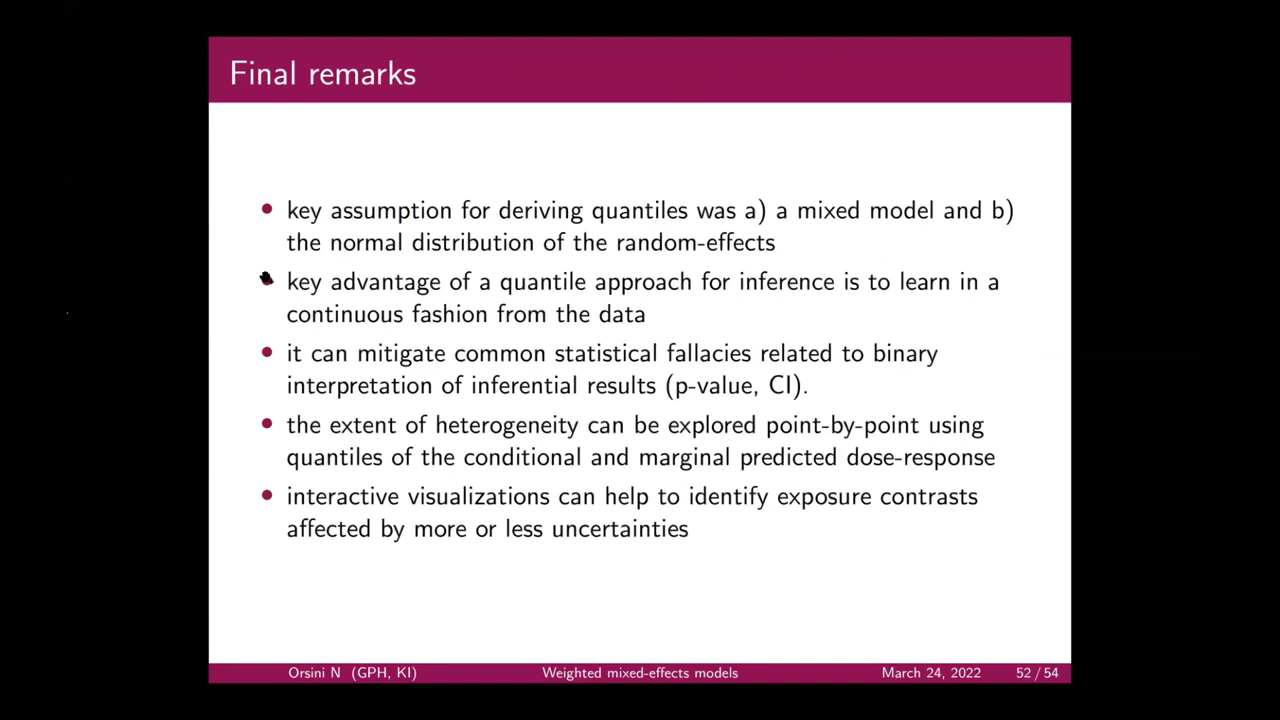 Final remarks
key assumption for deriving quantiles was a) a mixed model and b)
the normal distribution of the random-effects
key advantage of a quantile approach for inference is to learn in a
continuous fashion from the data
it can mitigate common statistical fallacies related to binary
interpretation of inferential results (p-value, CI).
the extent of heterogeneity can be explored point-by-point using
quantiles of the conditional and marginal predicted dose-response
interactive visualizations can help to identify exposure contrasts
affected by more or less uncertainties
Orsini N (GPH, KI) Weighted mixed-effects models March 24, 2022 52 / 54